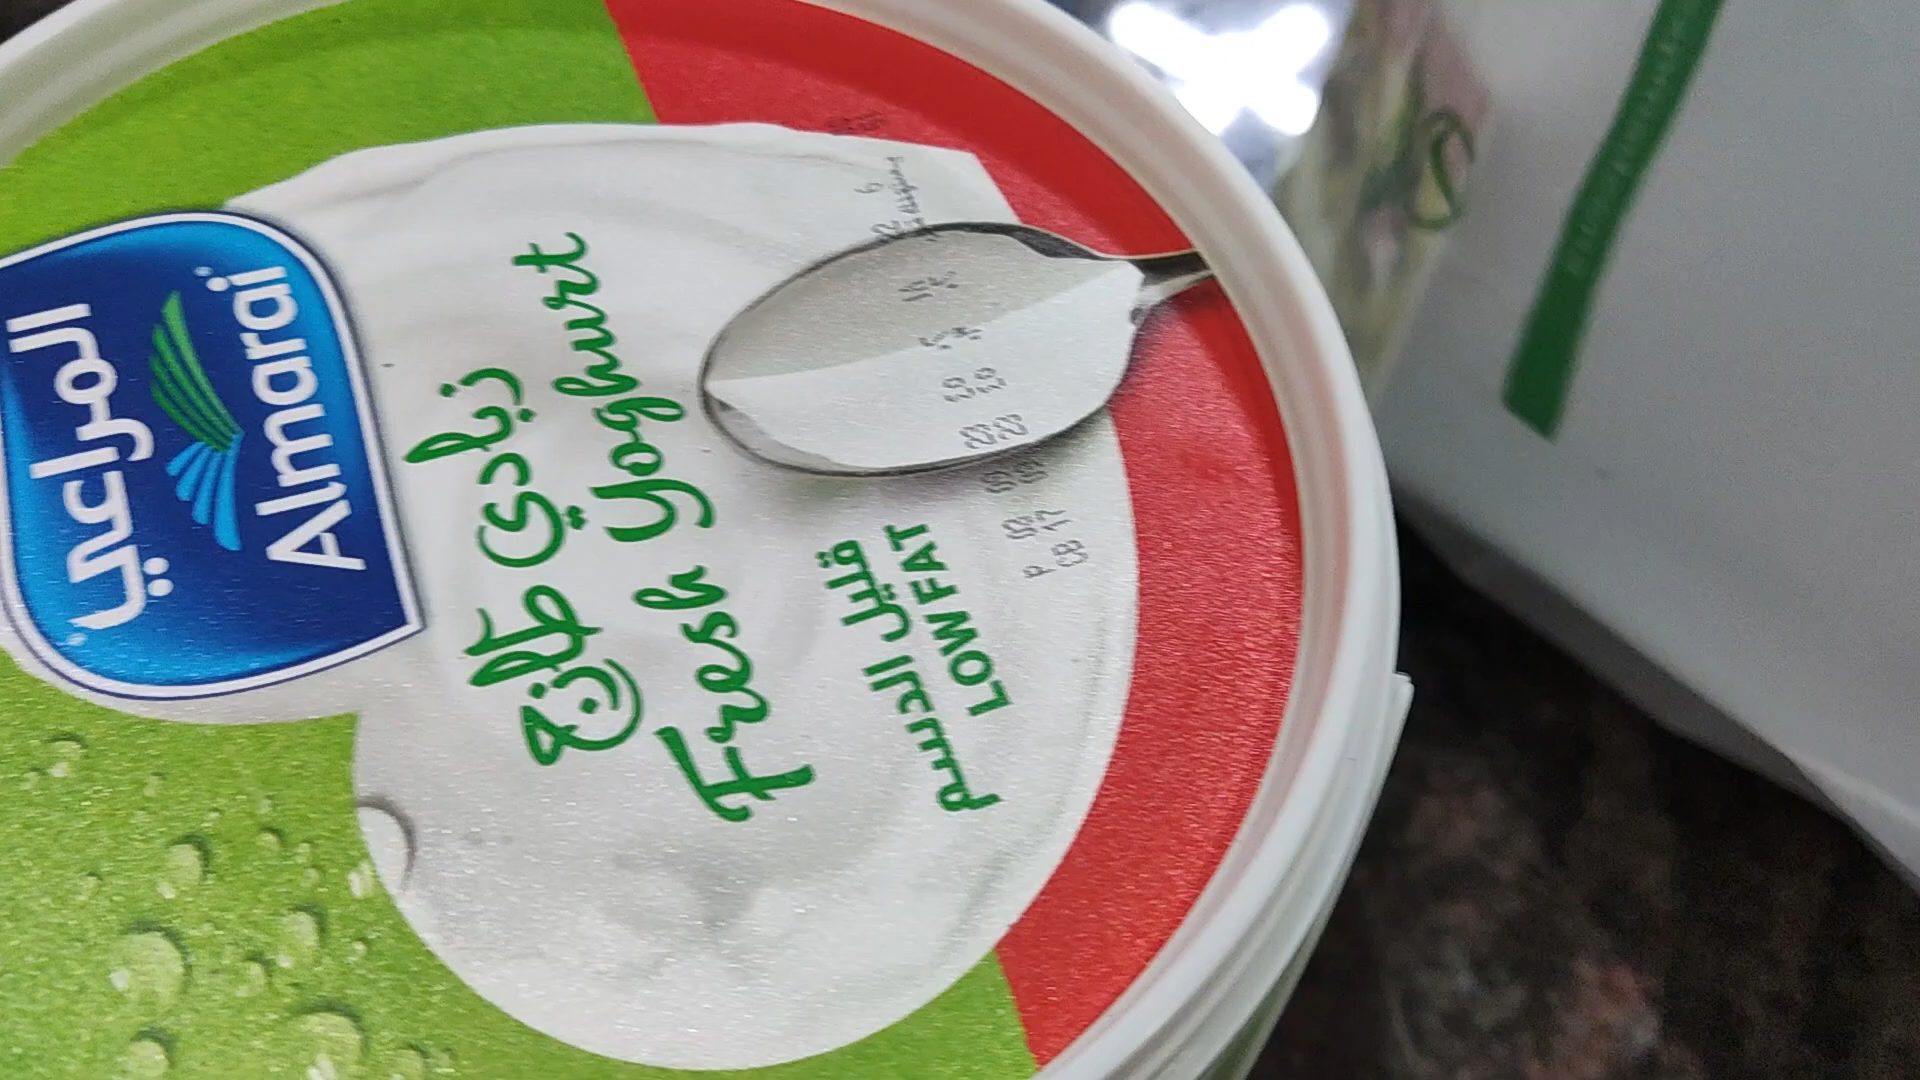 المراعي
Almarai
زبادي طازج
Fresh Yoghurt
قليل الدسم
LOW FAT